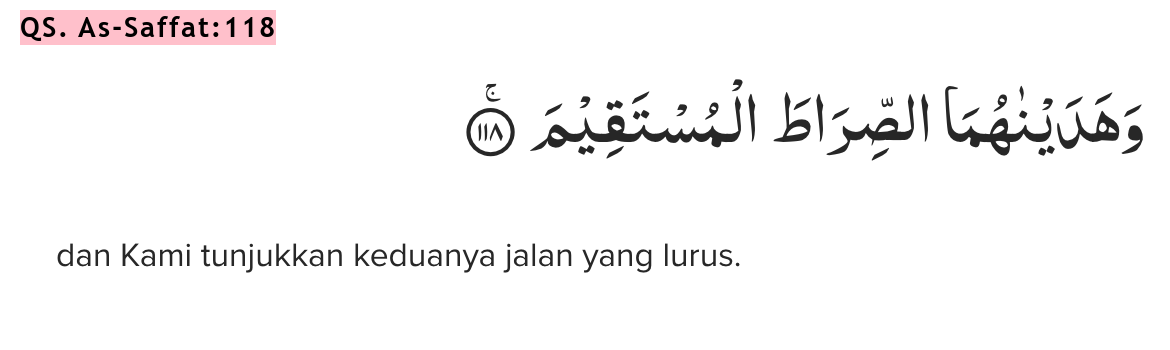 QS. As-Saffat:118
وَهَدَيْنٰهُمَا الصِّرَاطَ الْمُسْتَقِيْمَ ۚ ١١٨
dan Kami tunjukkan keduanya jalan yang lurus.